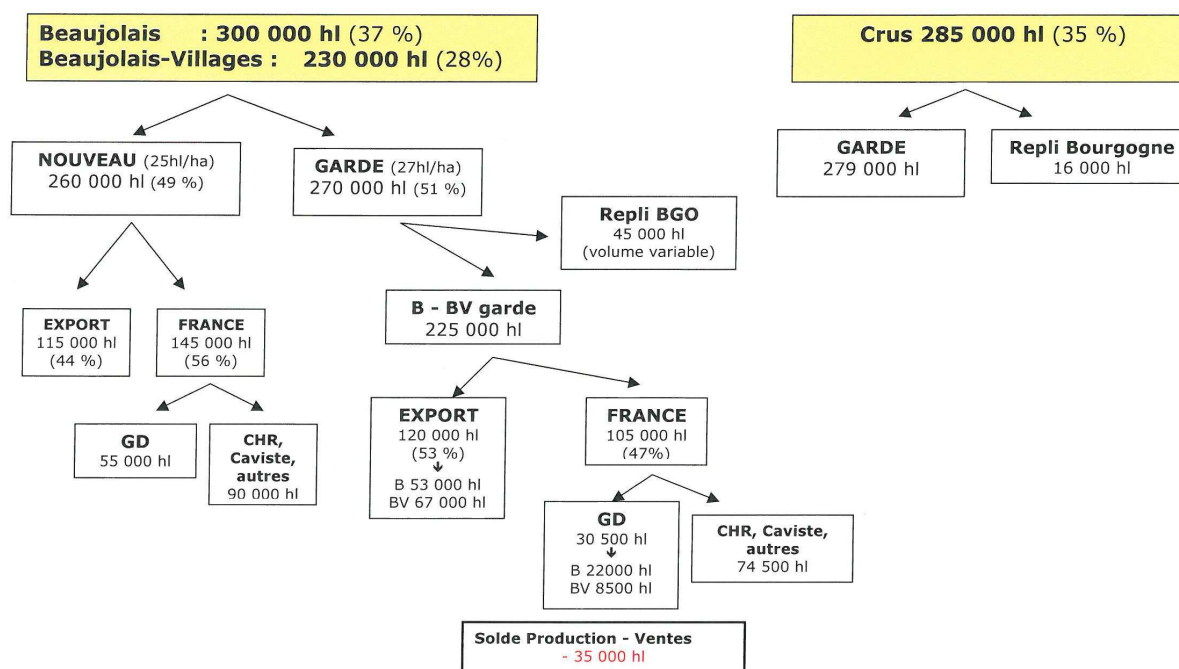 Beaujolais : 300 000 hl (37 %)
Beaujolais-Villages : 230 000 hl (28%)
Crus 285 000 hl (35 %)
NOUVEAU (25hl/ha)
260 000 hl (49 %)
GARDE (27hl/ha)
270 000 hl (51 %)
GARDE
279 000 hl
Repli Bourgogne
16 000 hl
Repli BGO
45 000 hl
(volume variable)
B - BV garde
225 000 hl
EXPORT
115 000 hl
(44 %)
FRANCE
145 000 hl
(56 %)
GD
55 000 hl
CHR,
Caviste,
autres
90 000 hl
EXPORT
120 000 hl
(53 %)
B 53 000 hl
BV 67 000 hl
FRANCE
105 000 hl
(47%)
GD
30 500 hl
B 22000 hl
BV 8500 hl
CHR, Caviste,
autres
74 500 hl
Solde Production - Ventes
- 35 000 hl